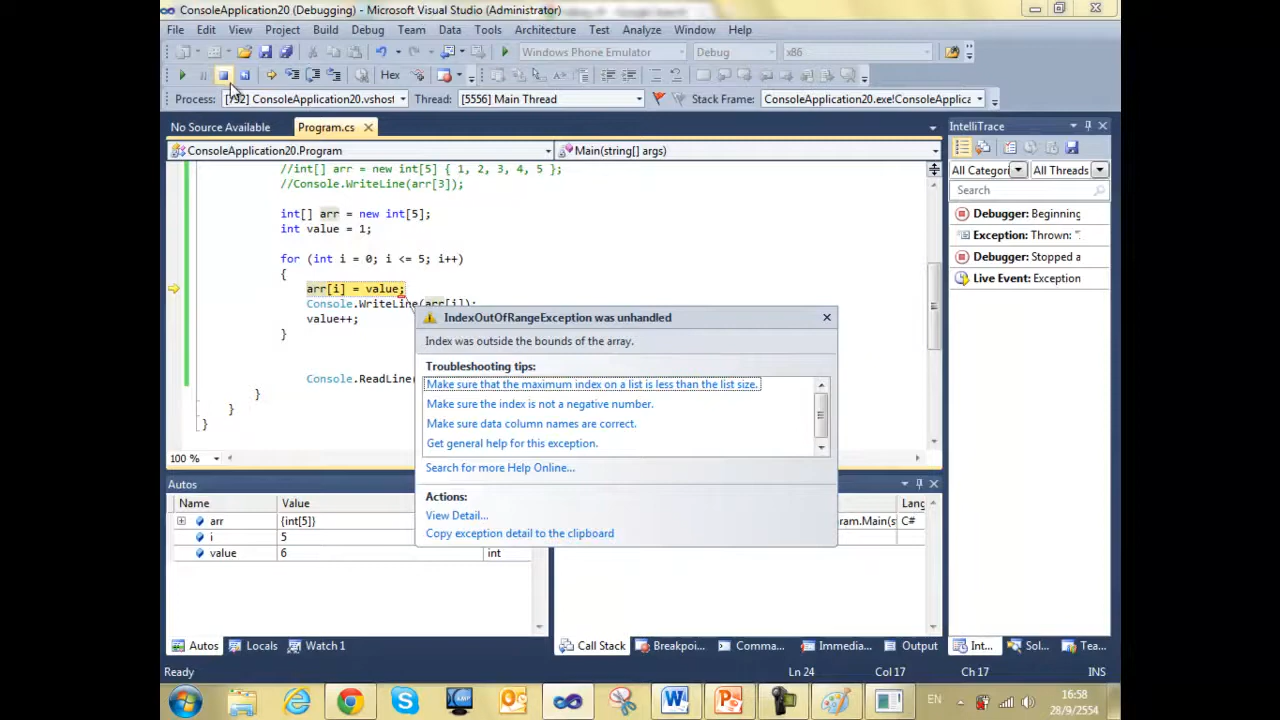 ConsoleApplication20 (Debugging) - Microsoft Visual Studio (Administrator)
File Edit View Project Build Debug Team Data Tools Architecture Test Analyze Window Help
Windows Phone Emulator Debug x86
Hex
Process: ConsoleApplication20.vshost Thread: [5556] Main Thread Stack Frame: ConsoleApplication20.exe!ConsoleApplica
No Source Available Program.cs IntelliTrace
ConsoleApplication20.Program Main(string[] args)
//int[] arr = new int[5] { 1, 2, 3, 4, 5 };
//Console.WriteLine(arr[3]);
int[] arr = new int[5];
int value = 1;
for (int i = 0; i <= 5; i++)
{
arr[i] = value;
Console.WriteLine(arr[i]);
value++;
}
Console.ReadLine(
}
}
}
100 %
All Categori All Threads
Search
Debugger: Beginning
Exception: Thrown: "
Debugger: Stopped a
Live Event: Exception
IndexOutOfRangeException was unhandled
Index was outside the bounds of the array.
Troubleshooting tips:
Make sure that the maximum index on a list is less than the list size.
Make sure the index is not a negative number.
Make sure data column names are correct.
Get general help for this exception.
Search for more Help Online...
Actions:
View Detail...
Copy exception detail to the clipboard
Autos
Name Value
arr {int[5]}
i 5
value 6 int
Lang
ram.Main(s C#
Autos Locals Watch 1 Call Stack Breakpoi... Comma... Immedia... Output Int... Sol... Tea...
Ready Ln 24 Col 17 Ch 17 INS
EN 16:58
28/9/2554